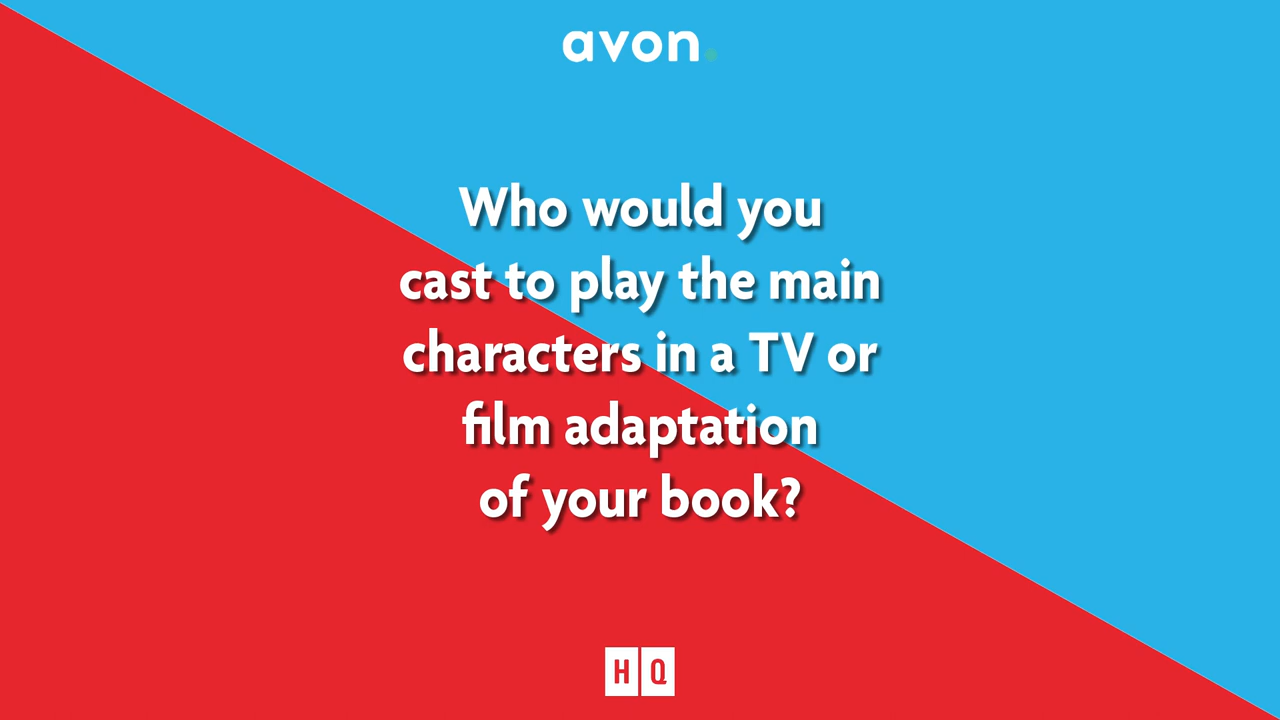 avon.
Who would you
cast to play the main
characters in a TV or
film adaptation
of your book?
HQ